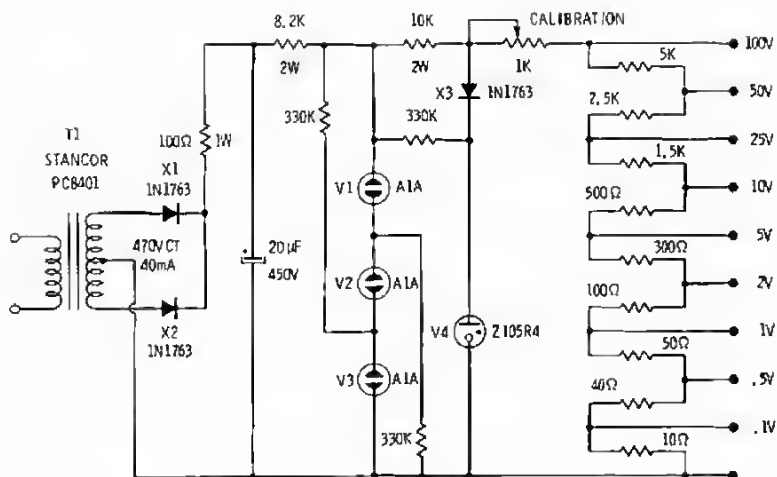 8.2K
2W
10K
2W
CALIBRATION
1K
100V
5K
50V
X3
1N1763
2.5K
25V
330K
330K
100Ω
1W
T1
STANCOR
PC8401
X1
1N1763
1.5K
10V
V1
A1A
500Ω
5V
470VCT
40mA
20μF
450V
300Ω
V2
A1A
100Ω
2V
X2
1N1763
V4
Z105R4
1V
50Ω
V3
A1A
.5V
40Ω
.1V
330K
10Ω